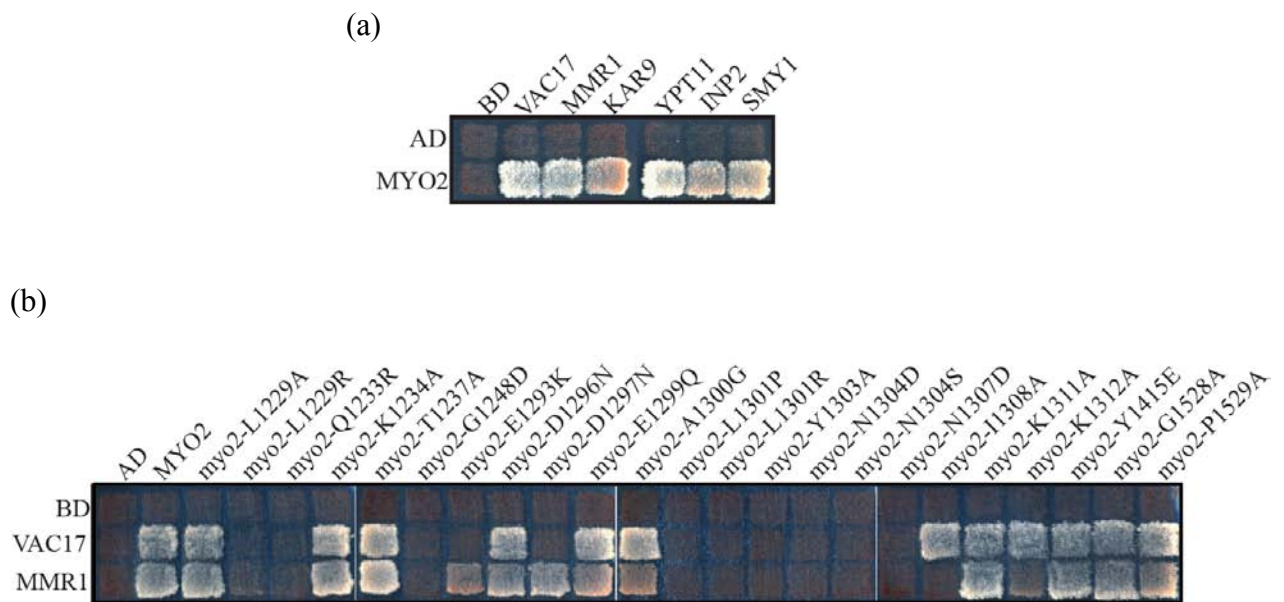 (a)
BD VAC17 MMR1 KAR9 YPT11 INP2 SMY1
AD
MYO2
(b)
AD MYO2 myo2-L1229A myo2-L1229R myo2-Q1233R myo2-K1234A myo2-T1237A myo2-G1248D myo2-E1293K myo2-D1296N myo2-D1297N myo2-E1299Q myo2-A1300G myo2-L1301P myo2-L1301R myo2-Y1303A myo2-N1304D myo2-N1304S myo2-N1307D myo2-I1308A myo2-K1311A myo2-K1312A myo2-Y1415E myo2-G1528A myo2-P1529A
BD
VAC17
MMR1